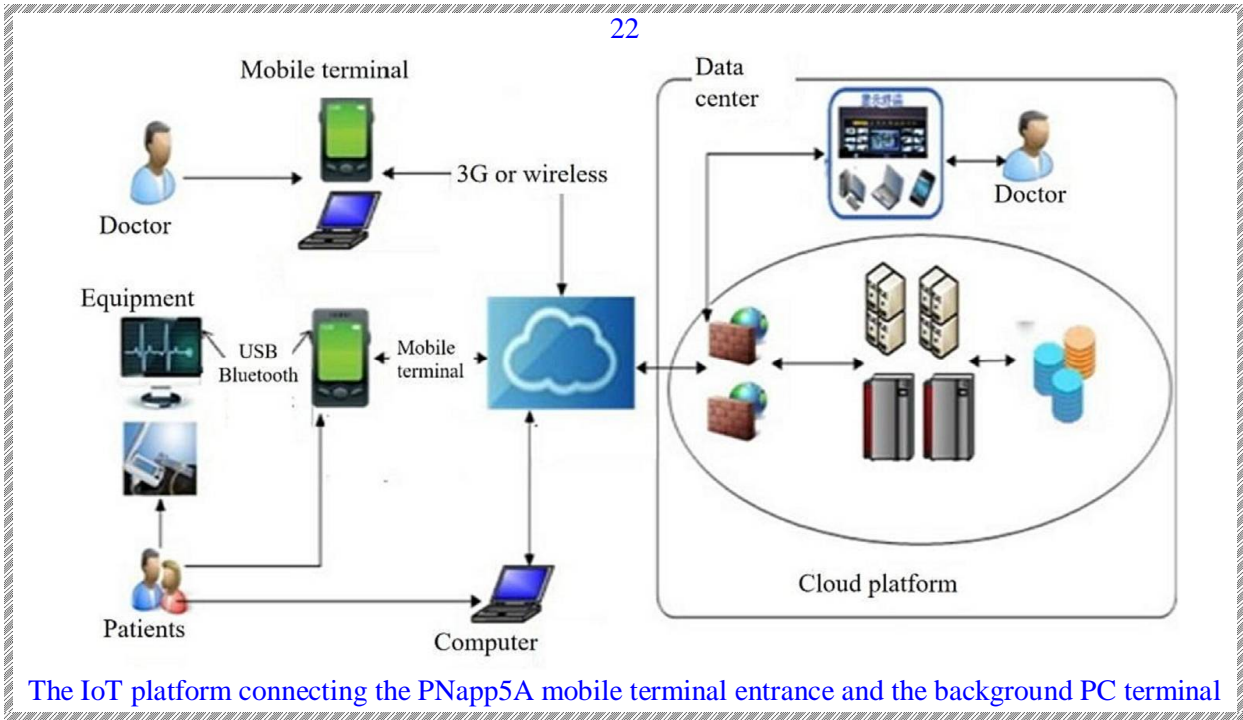 22
Mobile terminal
Data
center
Doctor
3G or wireless
Doctor
Equipment
USB
Bluetooth
Mobile
terminal
Cloud platform
Patients
Computer
The IoT platform connecting the PNapp5A mobile terminal entrance and the background PC terminal